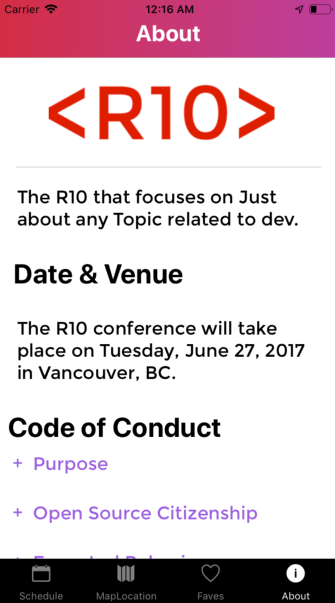 Carrier 12:16 AM
About
<R10>
The R10 that focuses on Just
about any Topic related to dev.
Date & Venue
The R10 conference will take
place on Tuesday, June 27, 2017
in Vancouver, BC.
Code of Conduct
+ Purpose
+ Open Source Citizenship
Schedule MapLocation Faves About